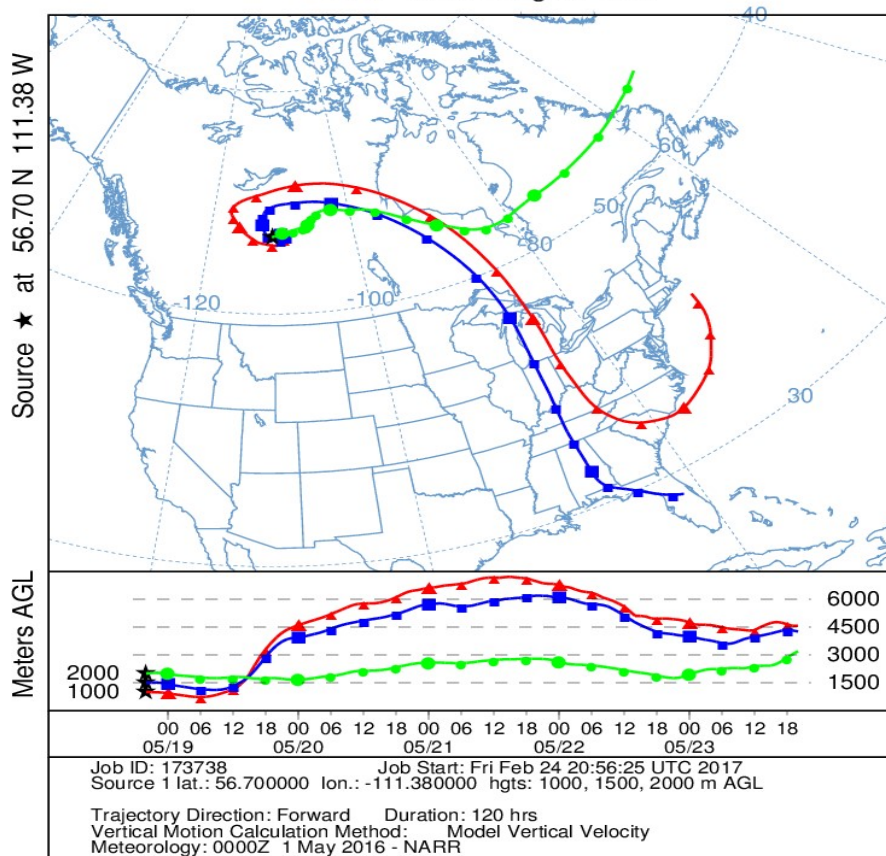 40
60
50
-80
-120
-100
30
Source ★ at 56.70 N 111.38 W
Meters AGL
6000
4500
3000
1500
2000
1000
00 06 12 18 00 06 12 18 00 06 12 18 00 06 12 18 00 06 12 18
05/19 05/20 05/21 05/22 05/23
Job ID: 173738 Job Start: Fri Feb 24 20:56:25 UTC 2017
Source 1 lat.: 56.700000 lon.: -111.380000 hgts: 1000, 1500, 2000 m AGL
Trajectory Direction: Forward Duration: 120 hrs
Vertical Motion Calculation Method: Model Vertical Velocity
Meteorology: 0000Z 1 May 2016 - NARR